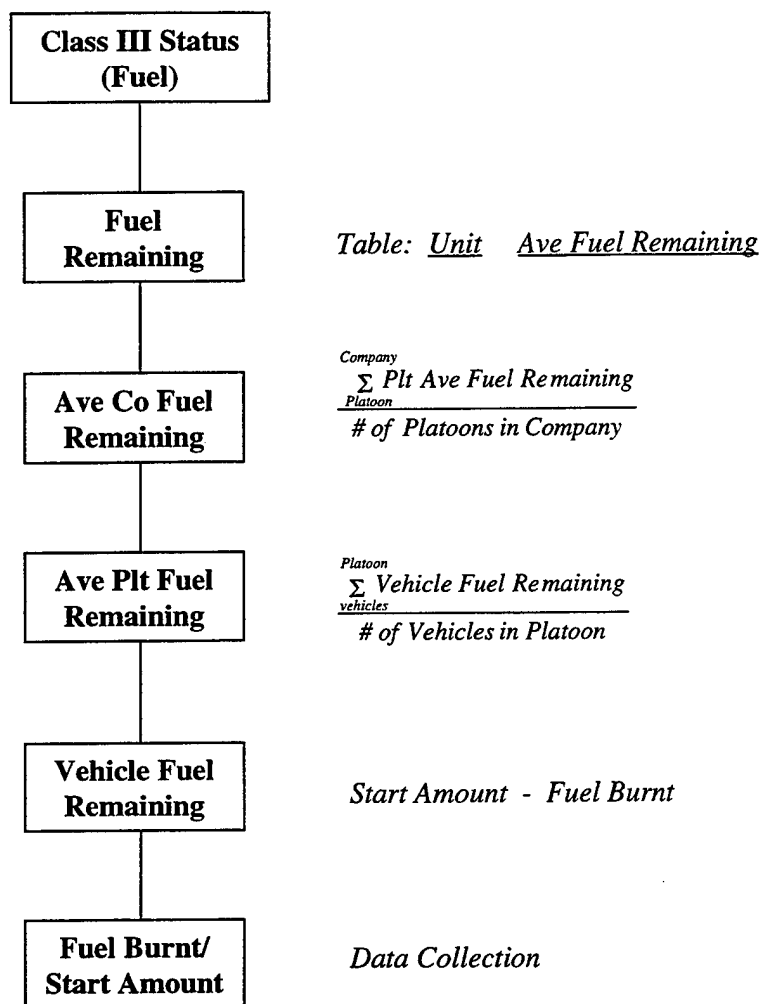 Class III Status
(Fuel)
Fuel
Remaining
Table: Unit Ave Fuel Remaining
Ave Co Fuel
Remaining
Company
Σ Plt Ave Fuel Remaining
Platoon
# of Platoons in Company
Ave Plt Fuel
Remaining
Platoon
Σ Vehicle Fuel Remaining
vehicles
# of Vehicles in Platoon
Vehicle Fuel
Remaining
Start Amount - Fuel Burnt
Fuel Burnt/
Start Amount
Data Collection